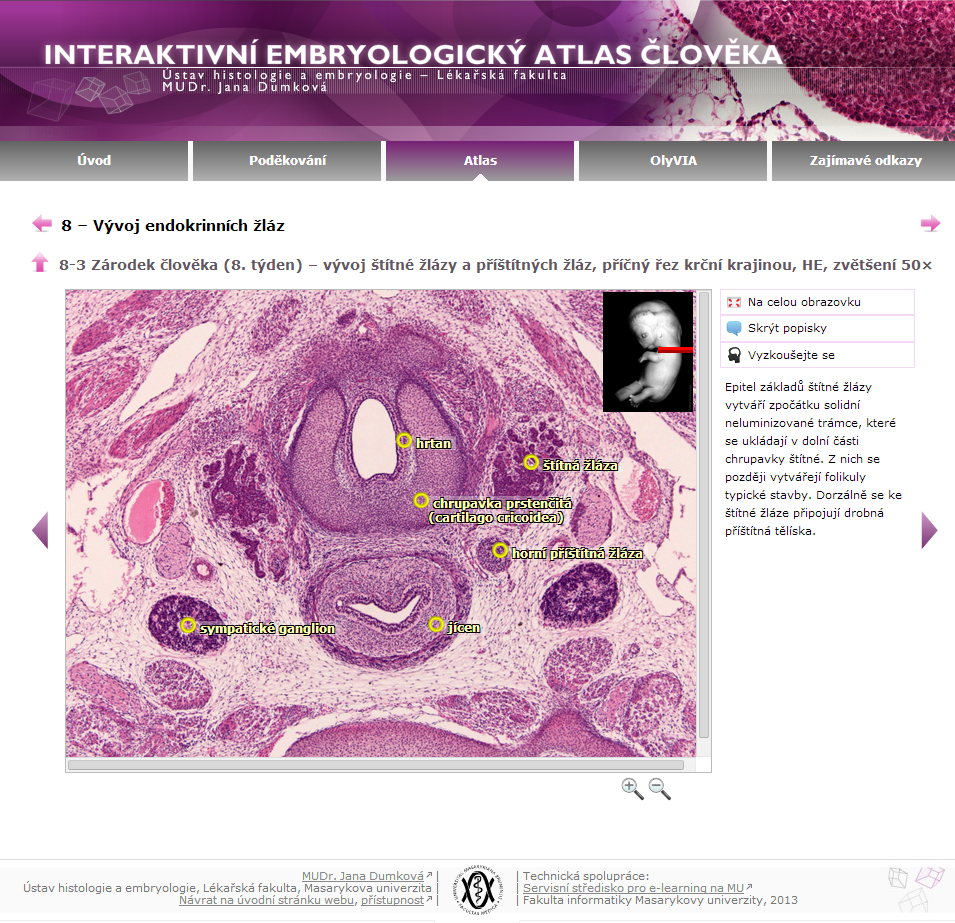 INTERAKTIVNÍ EMBRYOLOGICKÝ ATLAS ČLOVĚKA
Ústav histologie a embryologie – Lékařská fakulta
MUDr. Jana Dumková
Úvod
Poděkování
Atlas
OlyVIA
Zajímavé odkazy
8 – Vývoj endokrinních žláz
8-3 Zárodek člověka (8. týden) – vývoj štítné žlázy a příštítných žláz, příčný řez krční krajinou, HE, zvětšení 50×
hrtan
štítná žláza
chrupavka prstenčitá
(cartilago cricoidea)
horní příštítná žláza
sympatické ganglion
jícen
Na celou obrazovku
Skrýt popisky
Vyzkoušejte se
Epitel základů štítné žlázy
vytváří zpočátku solidní
neluminizované trámce, které
se ukládají v dolní části
chrupavky štítné. Z nich se
později vytvářejí folikuly
typické stavby. Dorzálně se ke
štítné žláze připojují drobná
příštítná tělíska.
MUDr. Jana Dumková
Ústav histologie a embryologie, Lékařská fakulta, Masarykova univerzita
Návrat na úvodní stránku webu, přístupnost
Technická spolupráce:
Servisní středisko pro e-learning na MU
Fakulta informatiky Masarykovy univerzity, 2013